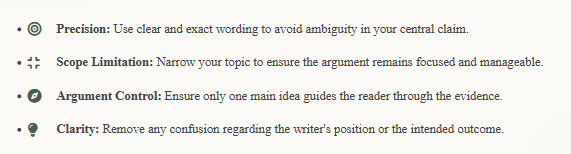 • Precision: Use clear and exact wording to avoid ambiguity in your central claim.
• Scope Limitation: Narrow your topic to ensure the argument remains focused and manageable.
• Argument Control: Ensure only one main idea guides the reader through the evidence.
• Clarity: Remove any confusion regarding the writer's position or the intended outcome.